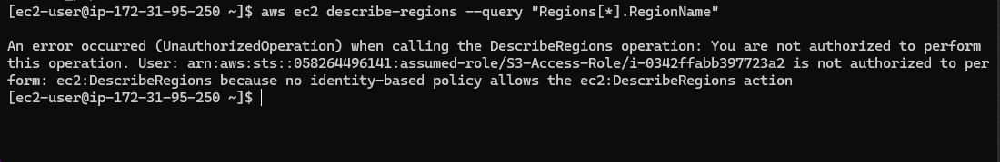 [ec2-user@ip-172-31-95-250 ~]$ aws ec2 describe-regions --query "Regions[*].RegionName"
An error occurred (UnauthorizedOperation) when calling the DescribeRegions operation: You are not authorized to perform
this operation. User: arn:aws:sts::058264496141:assumed-role/S3-Access-Role/i-0342ffabb397723a2 is not authorized to per
form: ec2:DescribeRegions because no identity-based policy allows the ec2:DescribeRegions action
[ec2-user@ip-172-31-95-250 ~]$